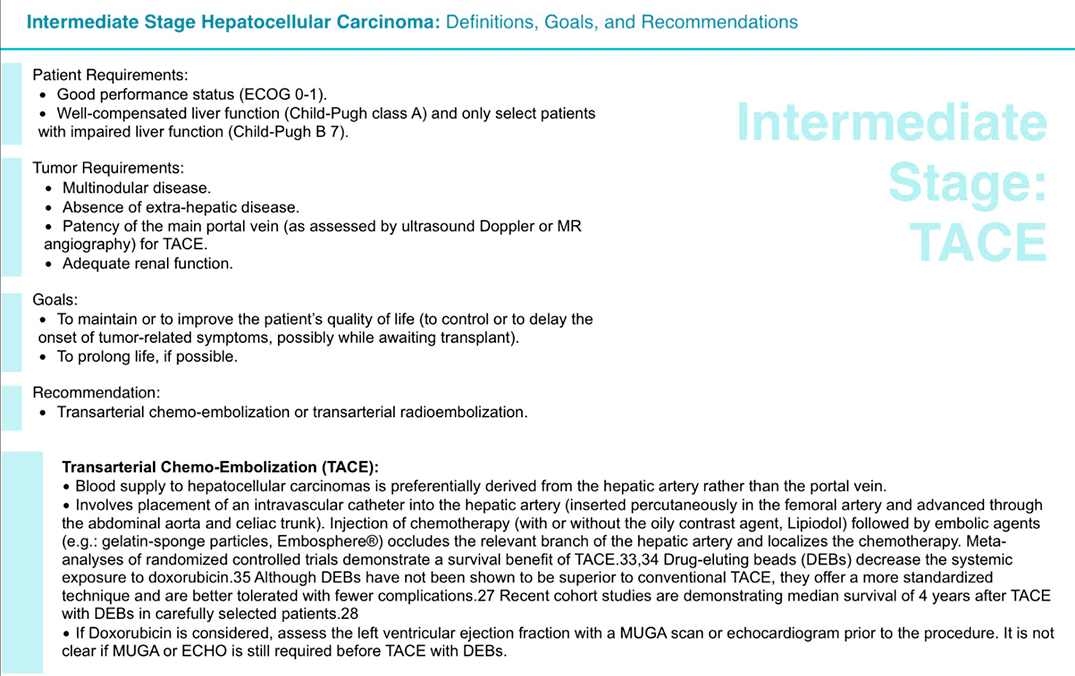 Intermediate Stage Hepatocellular Carcinoma: Definitions, Goals, and Recommendations
Patient Requirements:
• Good performance status (ECOG 0-1).
• Well-compensated liver function (Child-Pugh class A) and only select patients
with impaired liver function (Child-Pugh B 7).
Intermediate
Stage:
TACE
Tumor Requirements:
• Multinodular disease.
• Absence of extra-hepatic disease.
• Patency of the main portal vein (as assessed by ultrasound Doppler or MR
angiography) for TACE.
• Adequate renal function.
Goals:
• To maintain or to improve the patient's quality of life (to control or to delay the
onset of tumor-related symptoms, possibly while awaiting transplant).
• To prolong life, if possible.
Recommendation:
• Transarterial chemo-embolization or transarterial radioembolization.
Transarterial Chemo-Embolization (TACE):
• Blood supply to hepatocellular carcinomas is preferentially derived from the hepatic artery rather than the portal vein.
• Involves placement of an intravascular catheter into the hepatic artery (inserted percutaneously in the femoral artery and advanced through
the abdominal aorta and celiac trunk). Injection of chemotherapy (with or without the oily contrast agent, Lipiodol) followed by embolic agents
(e.g.: gelatin-sponge particles, Embosphere®) occludes the relevant branch of the hepatic artery and localizes the chemotherapy. Meta-
analyses of randomized controlled trials demonstrate a survival benefit of TACE.33,34 Drug-eluting beads (DEBs) decrease the systemic
exposure to doxorubicin.35 Although DEBs have not been shown to be superior to conventional TACE, they offer a more standardized
technique and are better tolerated with fewer complications.27 Recent cohort studies are demonstrating median survival of 4 years after TACE
with DEBs in carefully selected patients.28
• If Doxorubicin is considered, assess the left ventricular ejection fraction with a MUGA scan or echocardiogram prior to the procedure. It is not
clear if MUGA or ECHO is still required before TACE with DEBs.